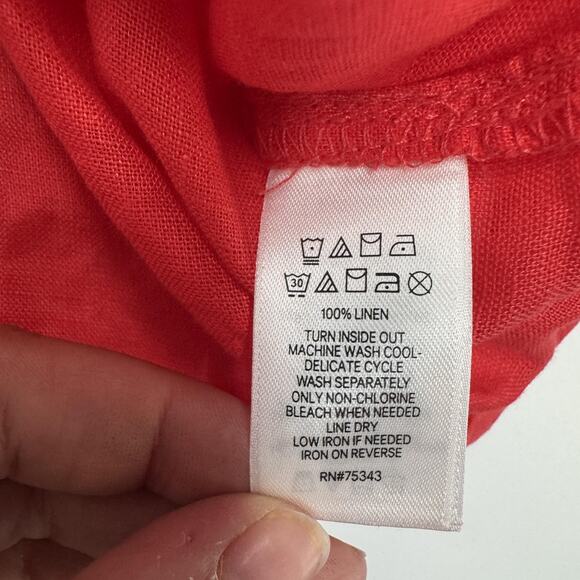 30
100% LINEN
TURN INSIDE OUT
MACHINE WASH COOL-
DELICATE CYCLE
WASH SEPARATELY
ONLY NON-CHLORINE
BLEACH WHEN NEEDED
LINE DRY
LOW IRON IF NEEDED
IRON ON REVERSE
RN#75343